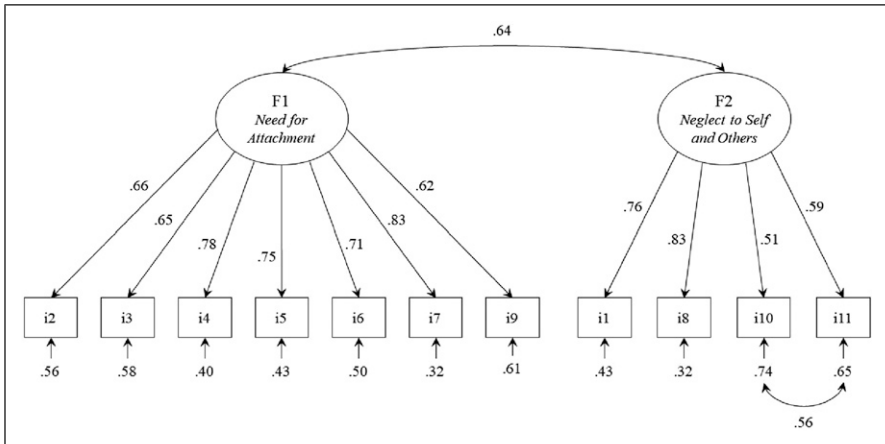 .64
F1
Need for
Attachment
F2
Neglect to Self
and Others
.66
.65
.78
.75
.71
.83
.62
.76
.83
.51
.59
i2
i3
i4
i5
i6
i7
i9
i1
i8
i10
i11
.56
.58
.40
.43
.50
.32
.61
.43
.32
.74
.65
.56